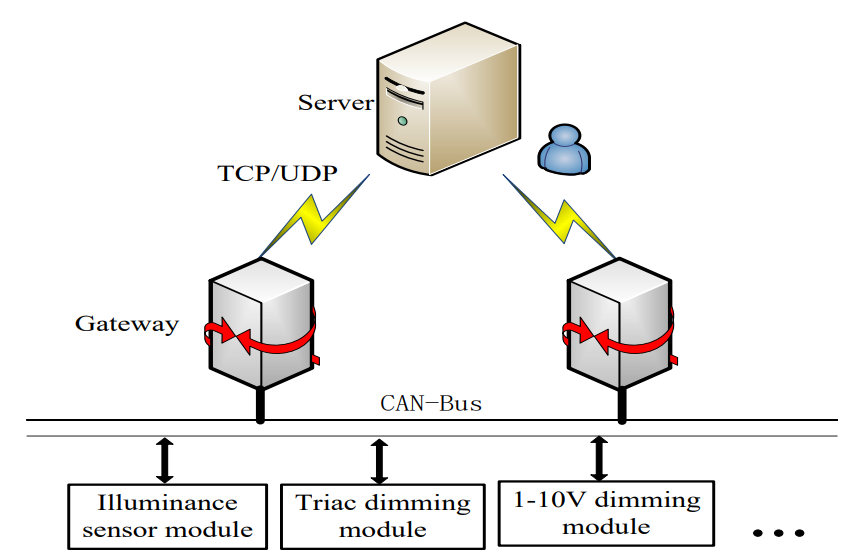 Server
TCP/UDP
Gateway
CAN-Bus
Illuminance
sensor module
Triac dimming
module
1-10V dimming
module